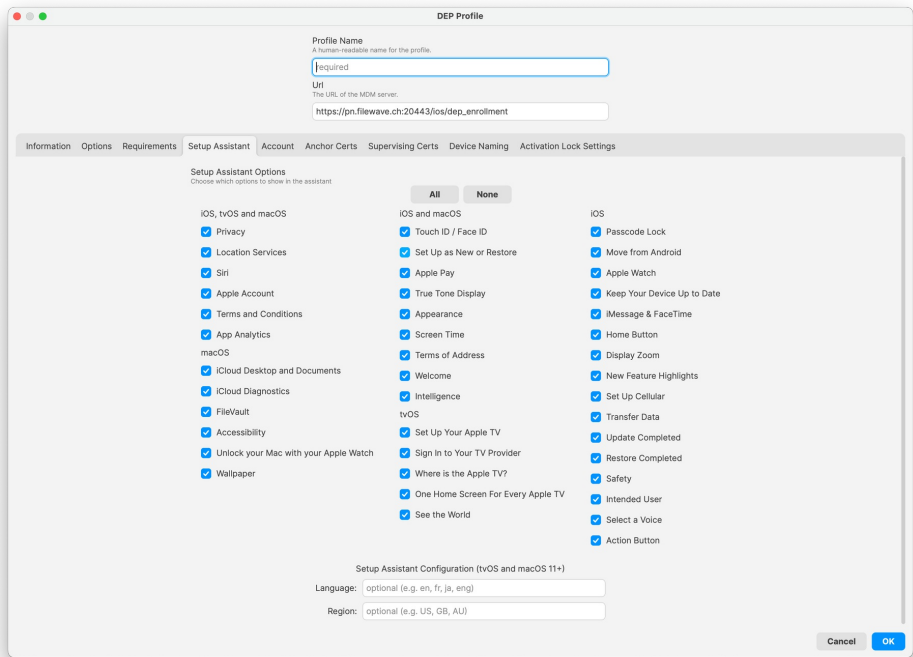 DEP Profile
Profile Name
A human-readable name for the profile.
required
Url
The URL of the MDM server.
https://pn.filewave.ch:20443/ios/dep_enrollment
Information Options Requirements Setup Assistant Account Anchor Certs Supervising Certs Device Naming Activation Lock Settings
Setup Assistant Options
Choose which options to show in the assistant
All None
iOS, tvOS and macOS
Privacy
Location Services
Siri
Apple Account
Terms and Conditions
App Analytics
macOS
iCloud Desktop and Documents
iCloud Diagnostics
FileVault
Accessibility
Unlock your Mac with your Apple Watch
Wallpaper
iOS and macOS
Touch ID / Face ID
Set Up as New or Restore
Apple Pay
True Tone Display
Appearance
Screen Time
Terms of Address
Welcome
Intelligence
tvOS
Set Up Your Apple TV
Sign In to Your TV Provider
Where is the Apple TV?
One Home Screen For Every Apple TV
See the World
iOS
Passcode Lock
Move from Android
Apple Watch
Keep Your Device Up to Date
iMessage & FaceTime
Home Button
Display Zoom
New Feature Highlights
Set Up Cellular
Transfer Data
Update Completed
Restore Completed
Safety
Intended User
Select a Voice
Action Button
Setup Assistant Configuration (tvOS and macOS 11+)
Language: optional (e.g. en, fr, ja, eng)
Region: optional (e.g. US, GB, AU)
Cancel OK